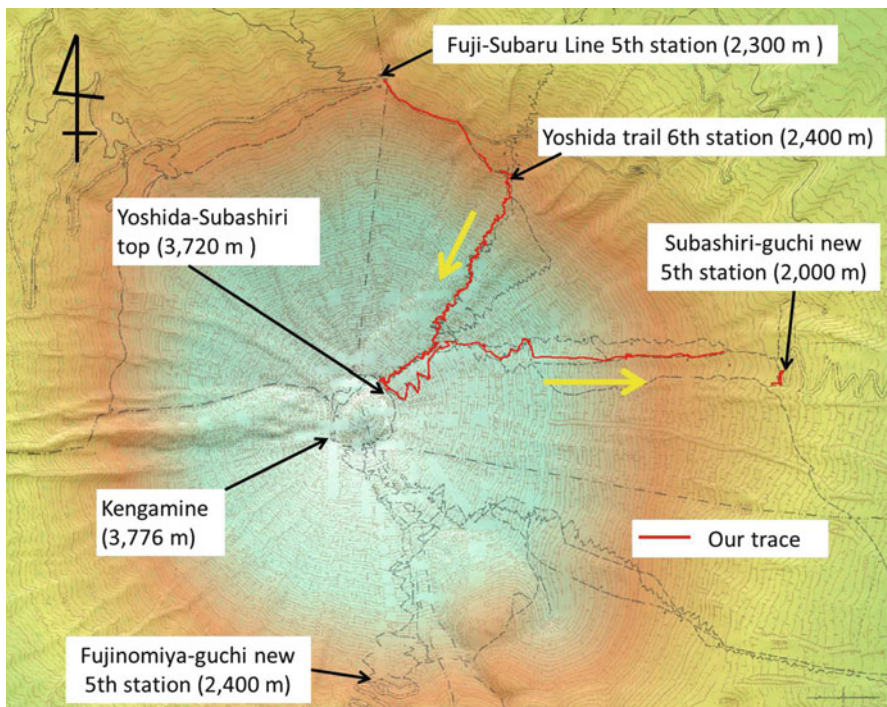 Fuji-Subaru Line 5th station (2,300 m )
Yoshida trail 6th station (2,400 m)
Yoshida-Subashiri
top (3,720 m )
Subashiri-guchi new
5th station (2,000 m)
Kengamine
(3,776 m)
Our trace
Fujinomiya-guchi new
5th station (2,400 m)